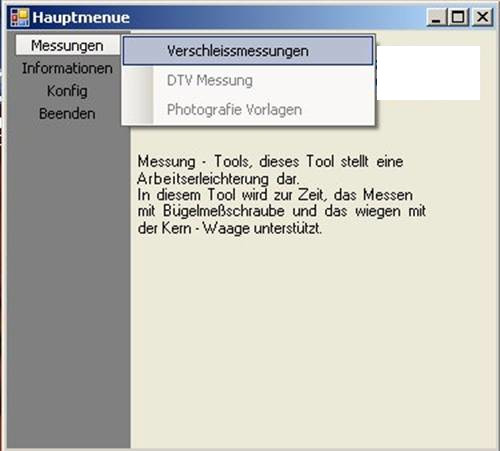 Hauptmenue
Messungen
Informationen
Konfig
Beenden
Verschleissmessungen
DTV Messung
Photografie Vorlagen
Messung - Tools, dieses Tool stellt eine
Arbeitserleichterung dar.
In diesem Tool wird zur Zeit, das Messen
mit Bügelmeßschraube und das wiegen mit
der Kern - Waage unterstützt.